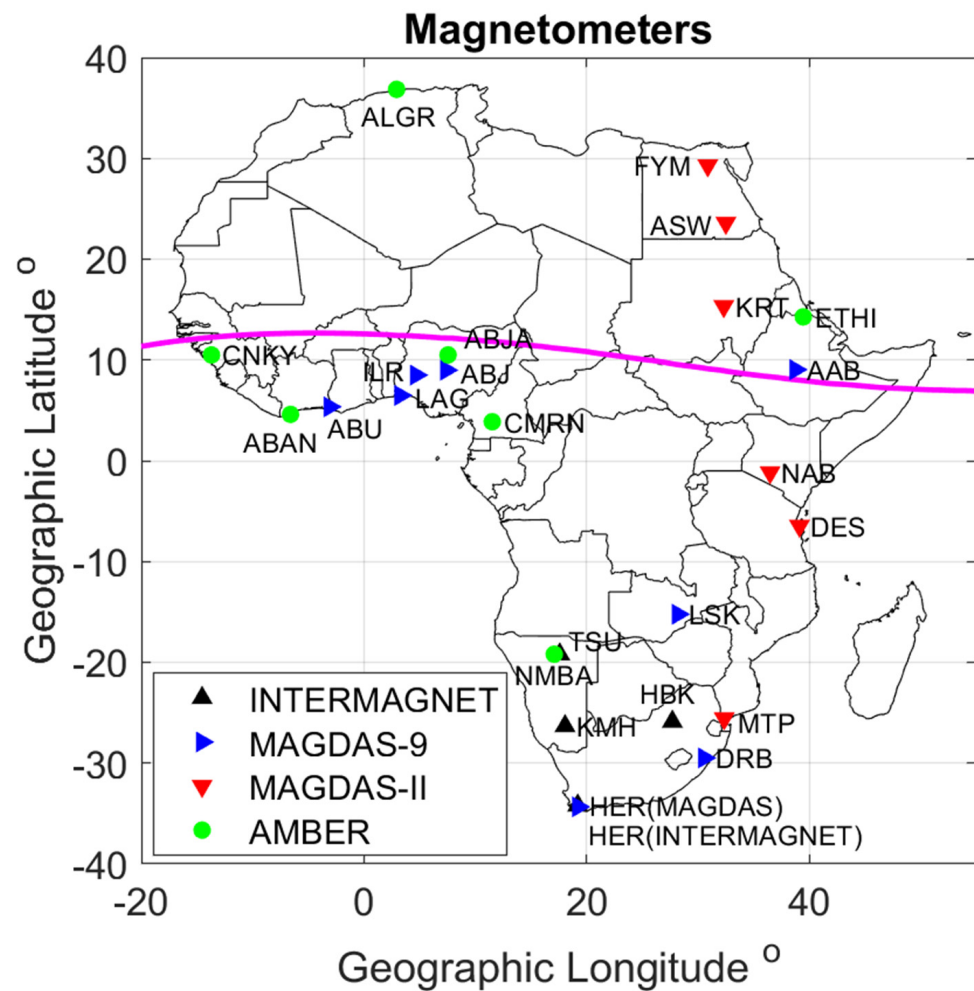 Magnetometers
40
30
20
10
0
-10
-20
-30
-40
-20
0
20
40
Geographic Latitude o
Geographic Longitude o
ALGR
FYM
ASW
KRT
ETHI
ABJA
CNKY
ILR
ABJ
AAB
LAG
ABU
ABAN
CMRN
NAB
DES
LSK
TSU
NMBA
HBK
KMH
MTP
DRB
HER(MAGDAS)
HER(INTERMAGNET)
INTERMAGNET
MAGDAS-9
MAGDAS-II
AMBER